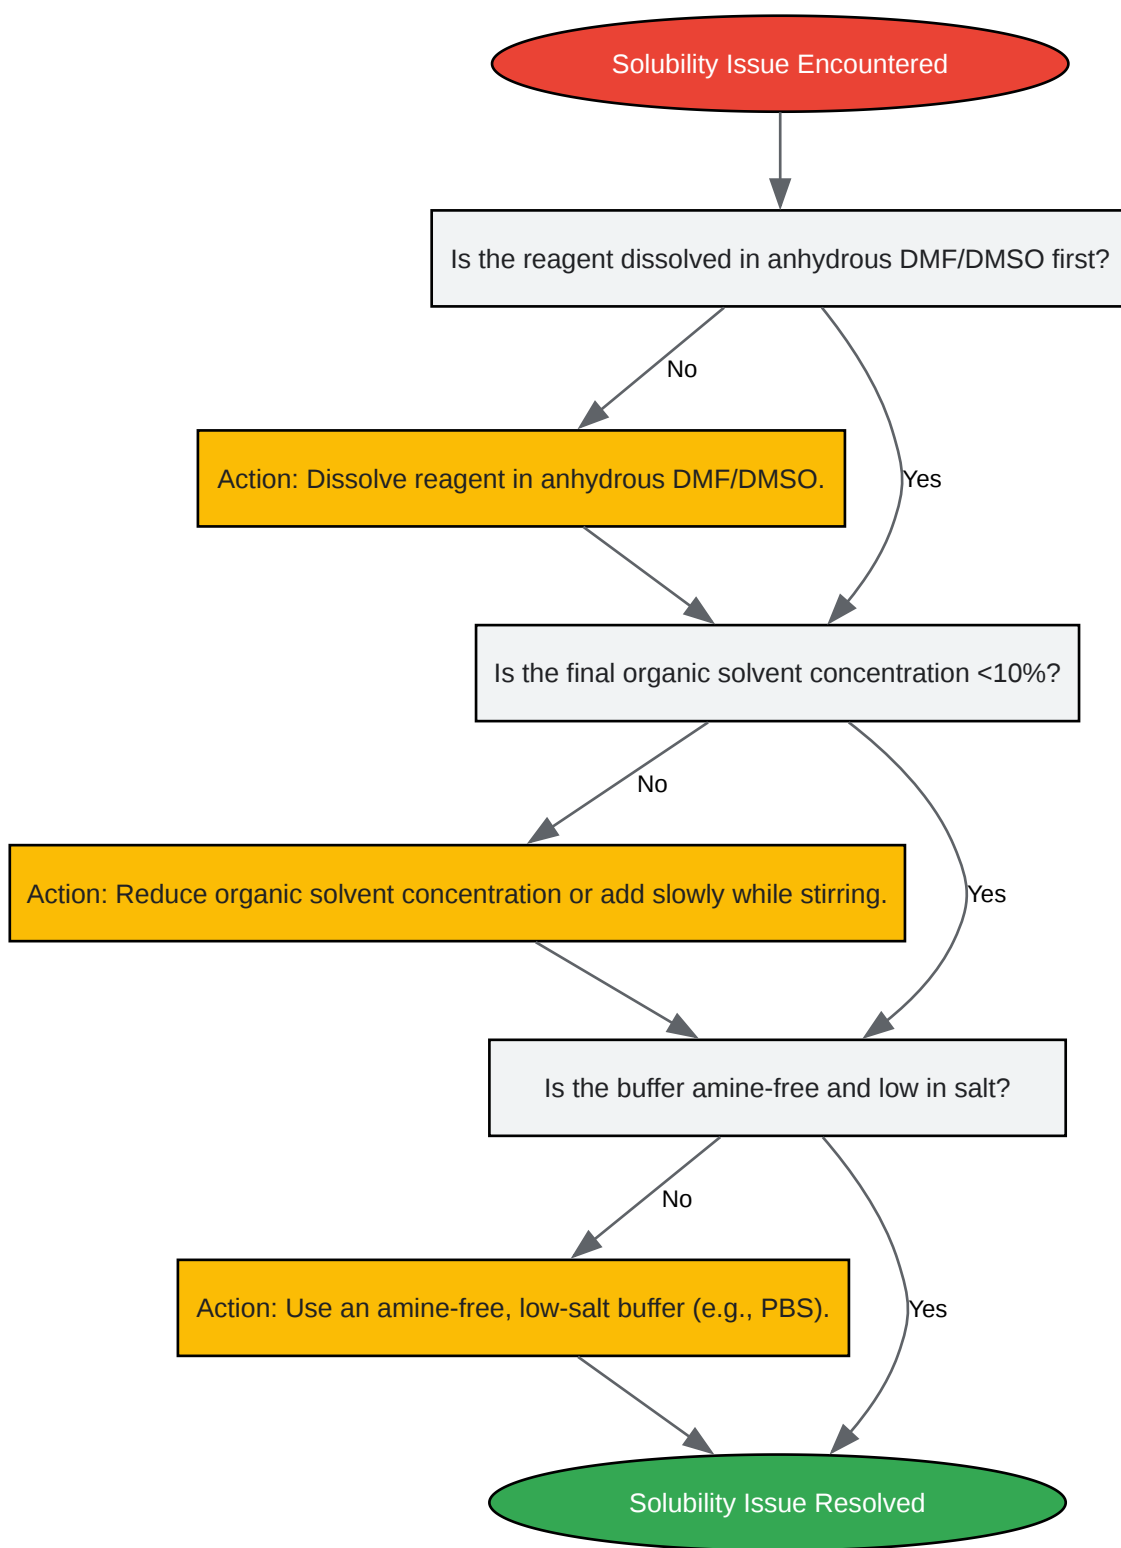 Solubility Issue Encountered
Is the reagent dissolved in anhydrous DMF/DMSO first?
No
Action: Dissolve reagent in anhydrous DMF/DMSO.
Yes
Is the final organic solvent concentration <10%?
No
Action: Reduce organic solvent concentration or add slowly while stirring.
Yes
Is the buffer amine-free and low in salt?
No
Action: Use an amine-free, low-salt buffer (e.g., PBS).
Yes
Solubility Issue Resolved